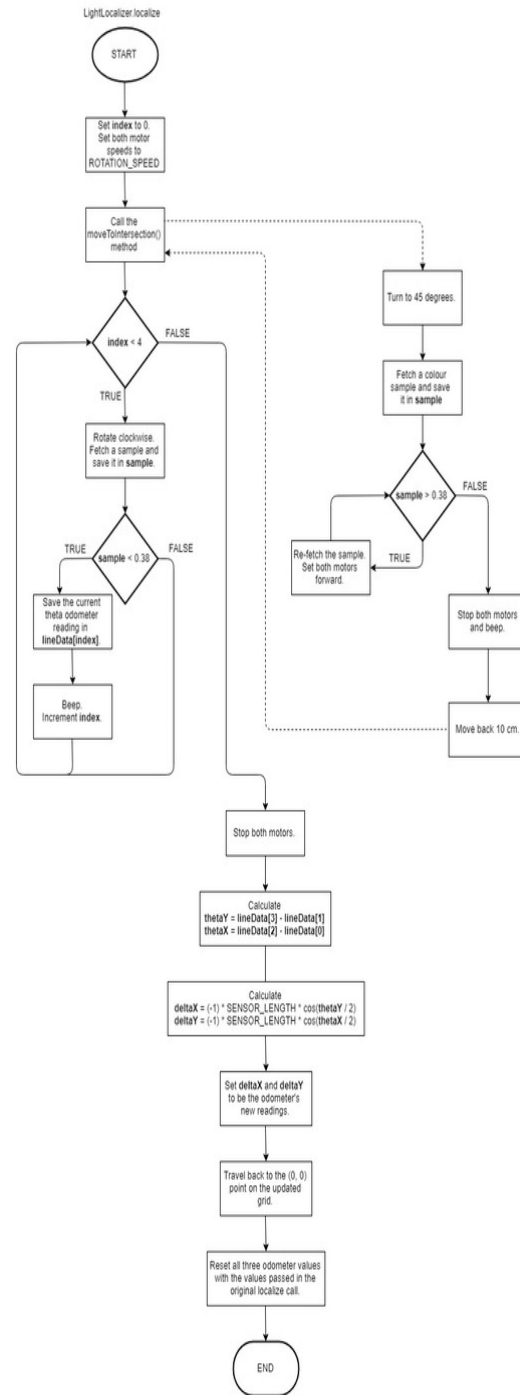 LightLocalizer.localize
START
Set index to 0.
Set both motor
speeds to
ROTATION_SPEED
Call the
moveToIntersection()
method
index < 4
FALSE
TRUE
Rotate clockwise.
Fetch a sample and
save it in sample.
sample < 0.38
TRUE
FALSE
Save the current
theta odometer
reading in
lineData[index].
Beep.
Increment index.
Turn to 45 degrees.
Fetch a colour
sample and save
it in sample
sample > 0.38
FALSE
TRUE
Re-fetch the sample.
Set both motors
forward.
Stop both motors
and beep.
Move back 10 cm.
Stop both motors.
Calculate
thetaY = lineData[3] - lineData[1]
thetaX = lineData[2] - lineData[0]
Calculate
deltaX = (-1) * SENSOR_LENGTH * cos(thetaY / 2)
deltaY = (-1) * SENSOR_LENGTH * cos(thetaX / 2)
Set deltaX and deltaY
to be the odometer's
new readings.
Travel back to the (0, 0)
point on the updated
grid.
Reset all three odometer values
with the values passed in the
original localize call.
END